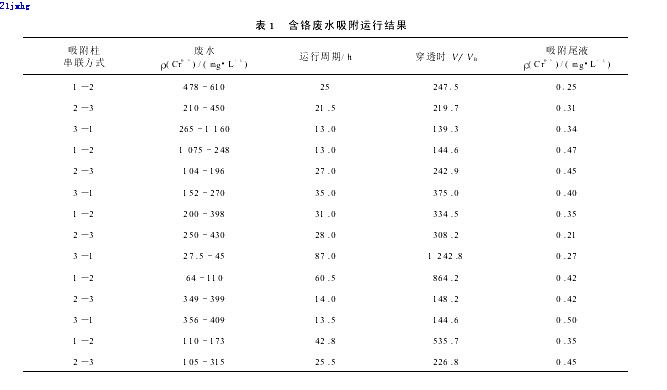 21jxhg
表 1 含铬废水吸附运行结果
吸附柱 废水 运行周期/h 穿透时 V/V_R 吸附尾液
串联方式 ρ(Cr⁶⁺)/(mg·L⁻¹) ρ(Cr⁶⁺)/(mg·L⁻¹)
1—2 478-610 25 247.5 0.25
2—3 210-450 21.5 219.7 0.31
3—1 265-1 160 13.0 139.3 0.34
1—2 1 075-248 13.0 144.6 0.47
2—3 104-196 27.0 242.9 0.45
3—1 152-270 35.0 375.0 0.40
1—2 200-398 31.0 334.5 0.35
2—3 250-430 28.0 308.2 0.21
3—1 27.5-45 87.0 1 242.8 0.27
1—2 64-110 60.5 864.2 0.42
2—3 349-399 14.0 148.2 0.42
3—1 356-409 13.5 144.6 0.50
1—2 110-173 42.8 535.7 0.35
2—3 105-315 25.5 226.8 0.45